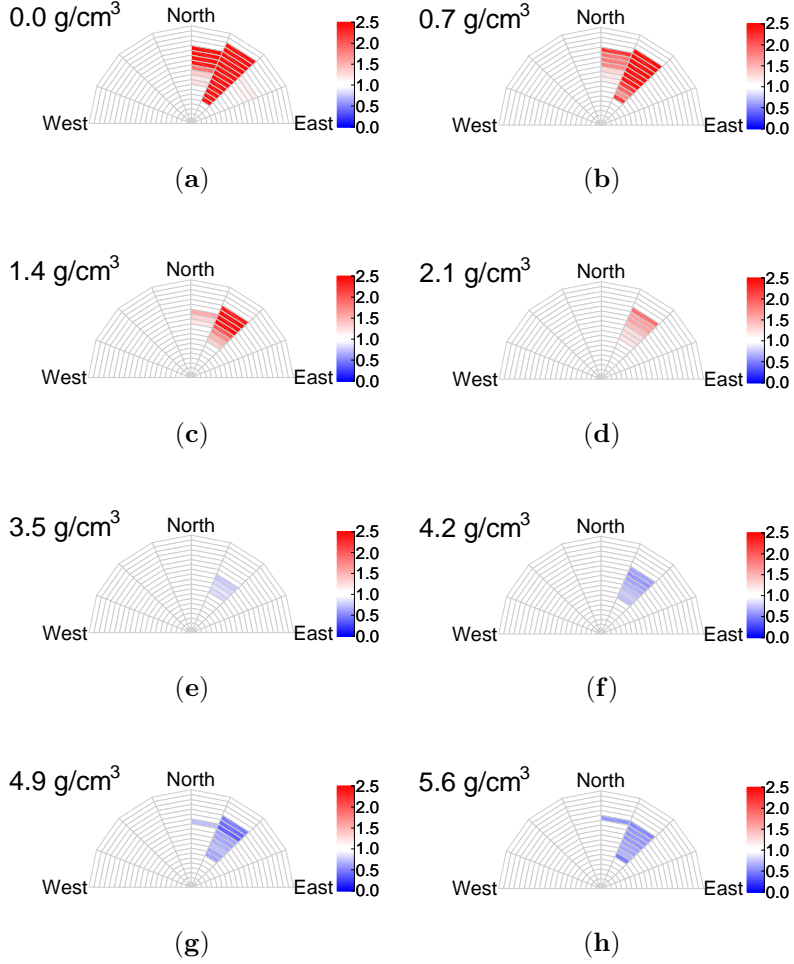 0.0 g/cm³
North
West
East
2.5
2.0
1.5
1.0
0.5
0.0
(a)
0.7 g/cm³
North
West
East
2.5
2.0
1.5
1.0
0.5
0.0
(b)
1.4 g/cm³
North
West
East
2.5
2.0
1.5
1.0
0.5
0.0
(c)
2.1 g/cm³
North
West
East
2.5
2.0
1.5
1.0
0.5
0.0
(d)
3.5 g/cm³
North
West
East
2.5
2.0
1.5
1.0
0.5
0.0
(e)
4.2 g/cm³
North
West
East
2.5
2.0
1.5
1.0
0.5
0.0
(f)
4.9 g/cm³
North
West
East
2.5
2.0
1.5
1.0
0.5
0.0
(g)
5.6 g/cm³
North
West
East
2.5
2.0
1.5
1.0
0.5
0.0
(h)